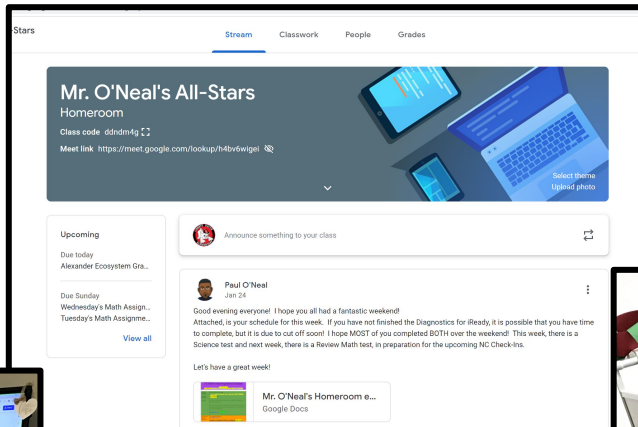 -Stars
Stream Classwork People Grades
Mr. O'Neal's All-Stars
Homeroom
Class code ddndm4g
Meet link https://meet.google.com/lookup/h4bv6wigei
Select theme
Upload photo
Upcoming
Due today
Alexander Ecosystem Gra...
Due Sunday
Wednesday's Math Assign...
Tuesday's Math Assignme...
View all
Announce something to your class
Paul O'Neal
Jan 24
Good evening everyone! I hope you all had a fantastic weekend!
Attached, is your schedule for this week. If you have not finished the Diagnostics for iReady, it is possible that you have time
to complete, but it is due to cut off soon! I hope MOST of you completed BOTH over the weekend! This week, there is a
Science test and next week, there is a Review Math test, in preparation for the upcoming NC Check-Ins.
Let's have a great week!
Mr. O'Neal's Homeroom e...
Google Docs